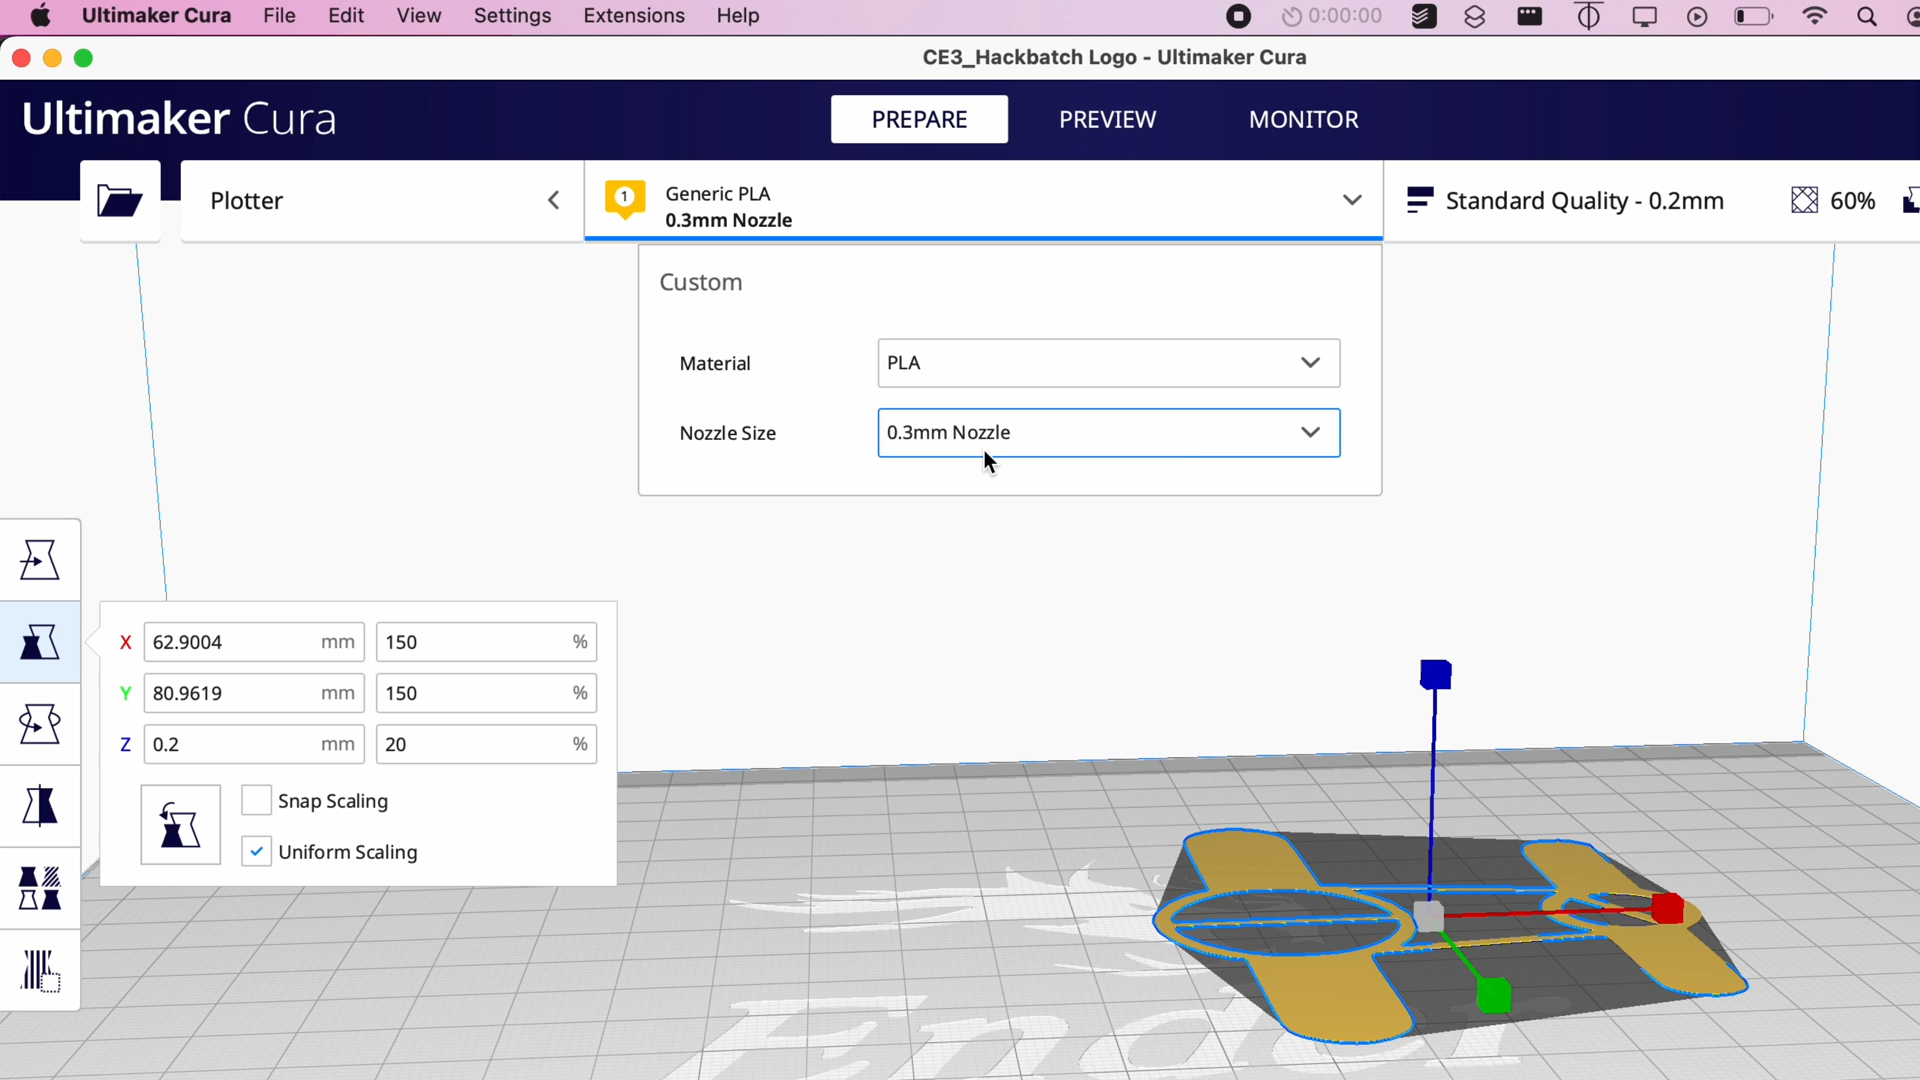 Ultimaker Cura File Edit View Settings Extensions Help 0:00:00
CE3_Hackbatch Logo - Ultimaker Cura
Ultimaker Cura PREPARE PREVIEW MONITOR
Plotter
1
Generic PLA
0.3mm Nozzle
Standard Quality - 0.2mm 60%
Custom
Material PLA
Nozzle Size 0.3mm Nozzle
X 62.9004 mm 150 %
Y 80.9619 mm 150 %
Z 0.2 mm 20 %
Snap Scaling
Uniform Scaling
Ender